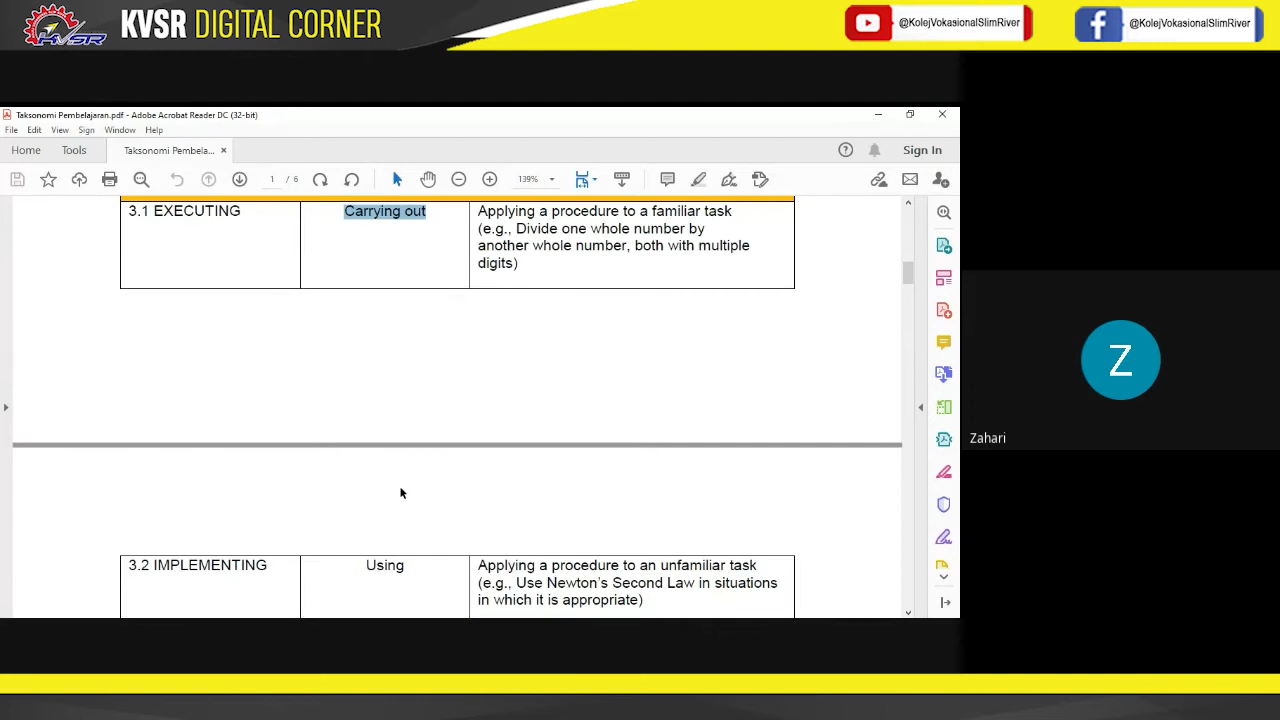 KVSR
KVSR DIGITAL CORNER
@KolejVokasionalSlimRiver
@KolejVokasionalSlimRiver
Taksonomi Pembelajaran.pdf - Adobe Acrobat Reader DC (32-bit)
File Edit View Sign Window Help
Home Tools Taksonomi Pembela... × Sign In
1 / 6 139%
3.1 EXECUTING
Carrying out
Applying a procedure to a familiar task
(e.g., Divide one whole number by
another whole number, both with multiple
digits)
3.2 IMPLEMENTING
Using
Applying a procedure to an unfamiliar task
(e.g., Use Newton's Second Law in situations
in which it is appropriate)
Z
Zahari